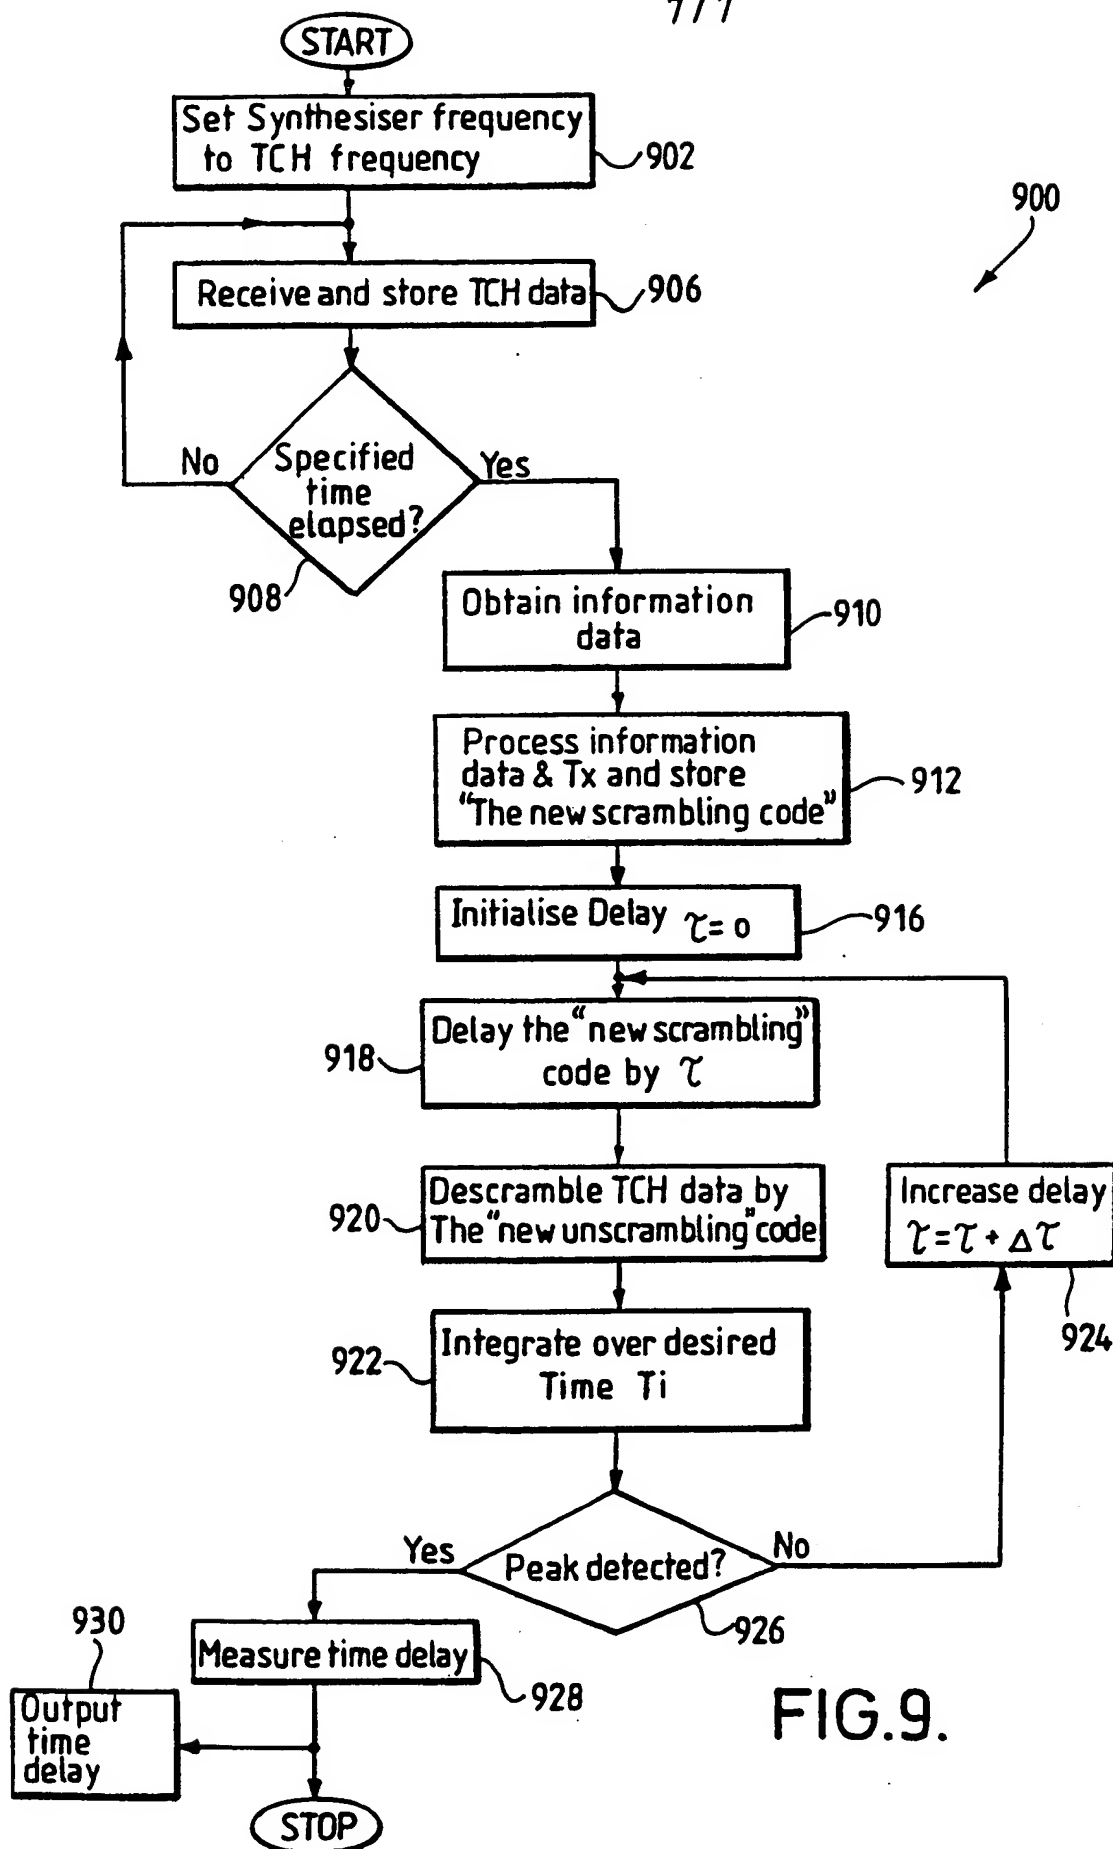 7/7
START
Set Synthesiser frequency
to TCH frequency
902
900
Receive and store TCH data
906
No
Specified
time
elapsed?
Yes
908
Obtain information
data
910
Process information
data & Tx and store
"The new scrambling code"
912
Initialise Delay τ= 0
916
Delay the "new scrambling"
code by τ
918
Descramble TCH data by
The "new unscrambling" code
920
Increase delay
τ=τ + Δτ
924
Integrate over desired
Time Ti
922
Yes
Peak detected?
No
926
930
Measure time delay
928
Output
time
delay
FIG.9.
STOP